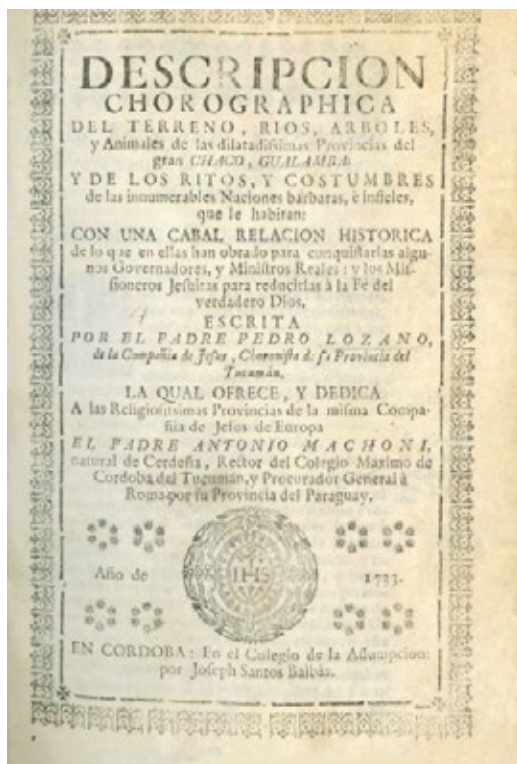 DESCRIPCION
CHOROGRAPHICA
DEL TERRENO, RIOS, ARBOLES,
y Animales de las dilatadissimas Provincias del
gran CHACO, GUALAMBA:
Y DE LOS RITOS, Y COSTUMBRES
de las innumerables Naciones barbaras, è infieles,
que le habitan:
CON UNA CABAL RELACION HISTORICA
de lo que en ellas han obrado para conquistarlas algu-
nos Governadores, y Ministros Reales: y los Mis-
sioneros Jesuitas para reducirlas à la Fé del
verdadero Dios.
ESCRITA
POR EL PADRE PEDRO LOZANO,
de la Compañia de Jesus, Chronista de su Provincia del
Tucumàn.
LA QUAL OFRECE, Y DEDICA
A las Religiosissimas Provincias de la misma Compa-
ñia de Jesus de Europa
EL PADRE ANTONIO MACHONI,
natural de Cerdeña, Rector del Colegio Maximo de
Cordoba del Tucumàn, y Procurador General à
Roma por su Provincia del Paraguay.
IHS
Año de 1733.
EN CORDOBA: En el Colegio de la Assumpcion:
por Joseph Santos Balbàs.